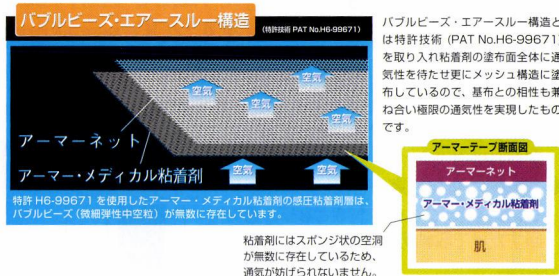 バブルビーズ・エアースルー構造 (特許技術 PAT No.H6-99671)
空気 空気 空気
空気
アーマーネット
アーマー・メディカル粘着剤
空気 空気
特許 H6-99671 を使用したアーマー・メディカル粘着剤の感圧粘着剤層は、
バブルビーズ(微細弾性中空粒)が無数に存在しています。
バブルビーズ・エアースルー構造と
は特許技術 (PAT No.H6-99671)
を取り入れ粘着剤の塗布面全体に通
気性を待たせ更にメッシュ構造に塗
布しているので、基布との相性も兼
ね合い極限の通気性を実現したもの
です。
アーマーテープ断面図
アーマーネット
アーマー・メディカル粘着剤
肌
粘着剤にはスポンジ状の空洞
が無数に存在しているため、
通気が妨げられないません。